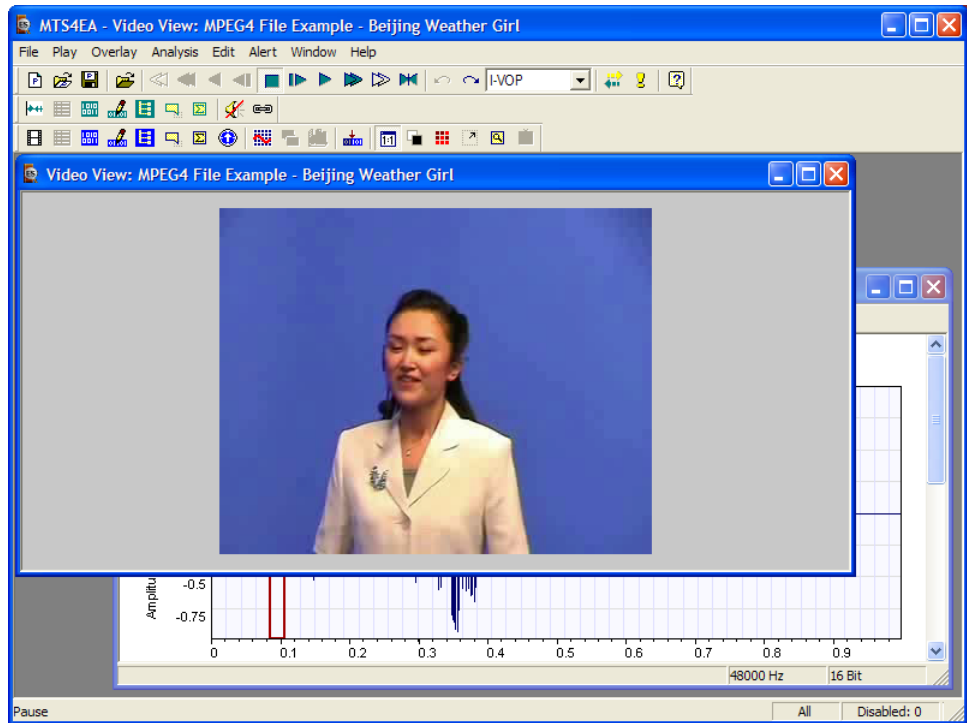 MTS4EA - Video View: MPEG4 File Example - Beijing Weather Girl
File Play Overlay Analysis Edit Alert Window Help
I-VOP
Video View: MPEG4 File Example - Beijing Weather Girl
Amplitu
-0.5
-0.75
0 0.1 0.2 0.3 0.4 0.5 0.6 0.7 0.8 0.9
48000 Hz 16 Bit
Pause All Disabled: 0